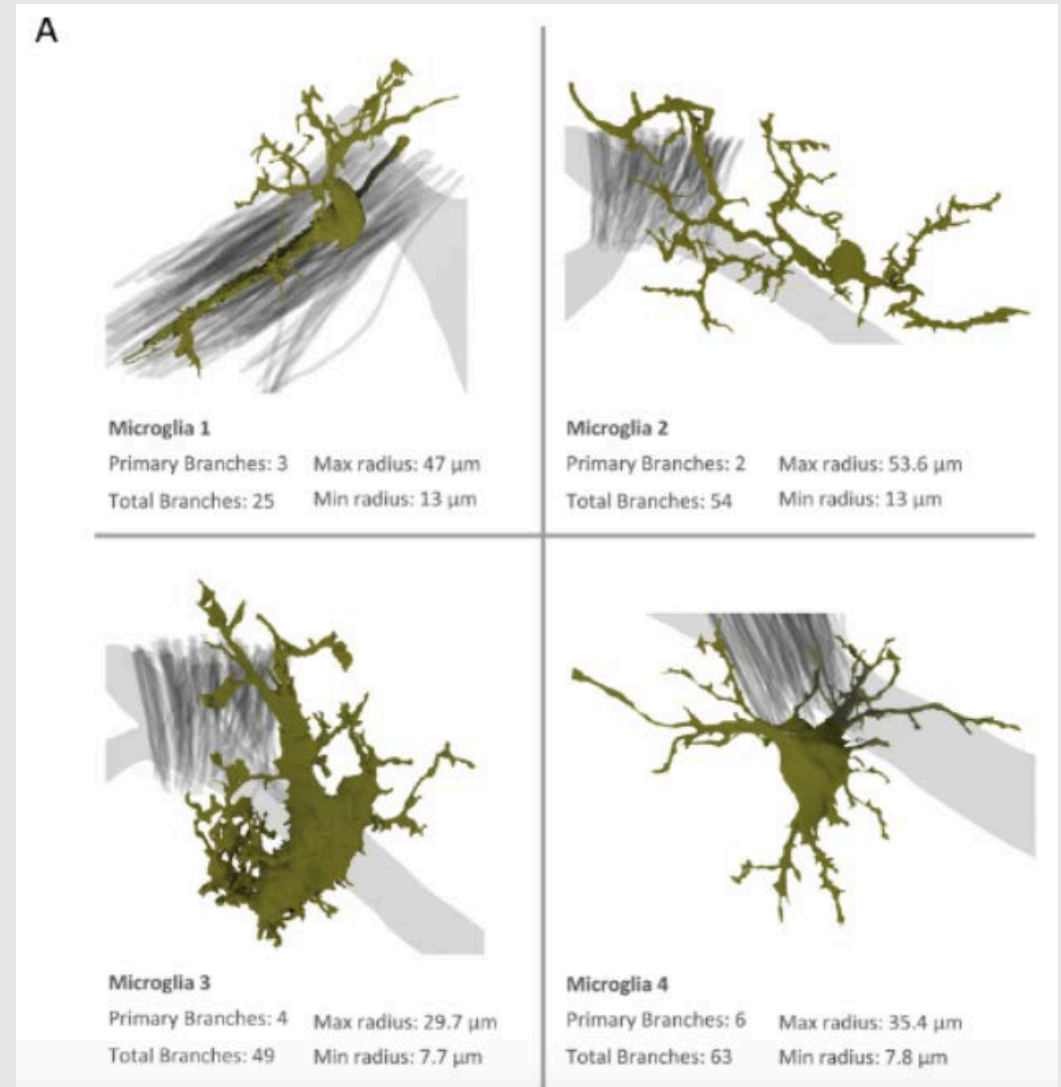 A
Microglia 1
Primary Branches: 3 Max radius: 47 µm
Total Branches: 25 Min radius: 13 µm
Microglia 2
Primary Branches: 2 Max radius: 53.6 µm
Total Branches: 54 Min radius: 13 µm
Microglia 3
Primary Branches: 4 Max radius: 29.7 µm
Total Branches: 49 Min radius: 7.7 µm
Microglia 4
Primary Branches: 6 Max radius: 35.4 µm
Total Branches: 63 Min radius: 7.8 µm